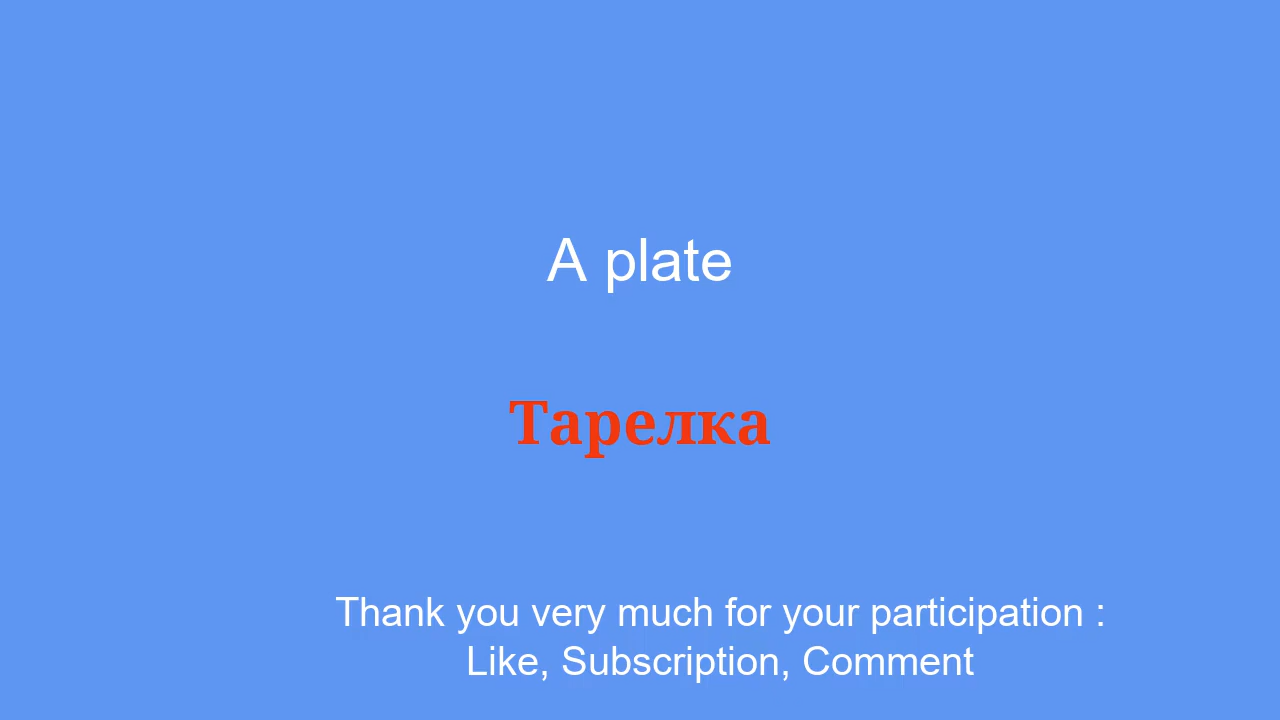 A plate
Тарелка
Thank you very much for your participation :
Like, Subscription, Comment